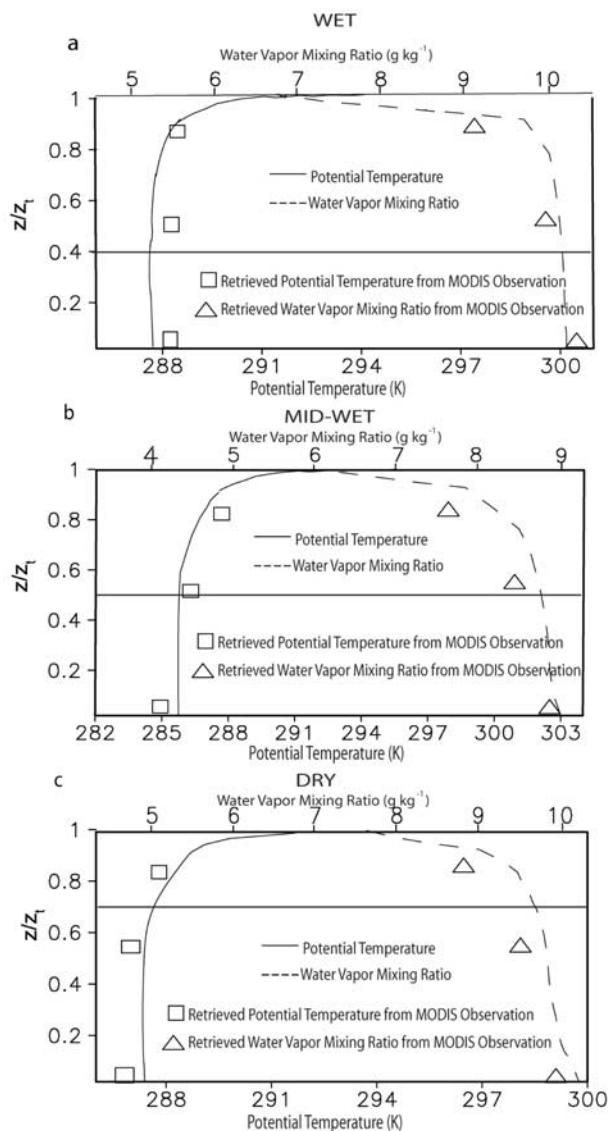 WET
a
Water Vapor Mixing Ratio (g kg⁻¹)
5 6 7 8 9 10
1
0.8
0.6
0.4
0.2
z/zt
Potential Temperature
Water Vapor Mixing Ratio
Retrieved Potential Temperature from MODIS Observation
Retrieved Water Vapor Mixing Ratio from MODIS Observation
288 291 294 297 300
Potential Temperature (K)
b
MID-WET
Water Vapor Mixing Ratio (g kg⁻¹)
4 5 6 7 8 9
1
0.8
0.6
0.4
0.2
z/zt
Potential Temperature
Water Vapor Mixing Ratio
Retrieved Potential Temperature from MODIS Observation
Retrieved Water Vapor Mixing Ratio from MODIS Observation
282 285 288 291 294 297 300 303
Potential Temperature (K)
c
DRY
Water Vapor Mixing Ratio (g kg⁻¹)
5 6 7 8 9 10
1
0.8
0.6
0.4
0.2
z/zt
Potential Temperature
Water Vapor Mixing Ratio
Retrieved Potential Temperature from MODIS Observation
Retrieved Water Vapor Mixing Ratio from MODIS Observation
288 291 294 297 300
Potential Temperature (K)